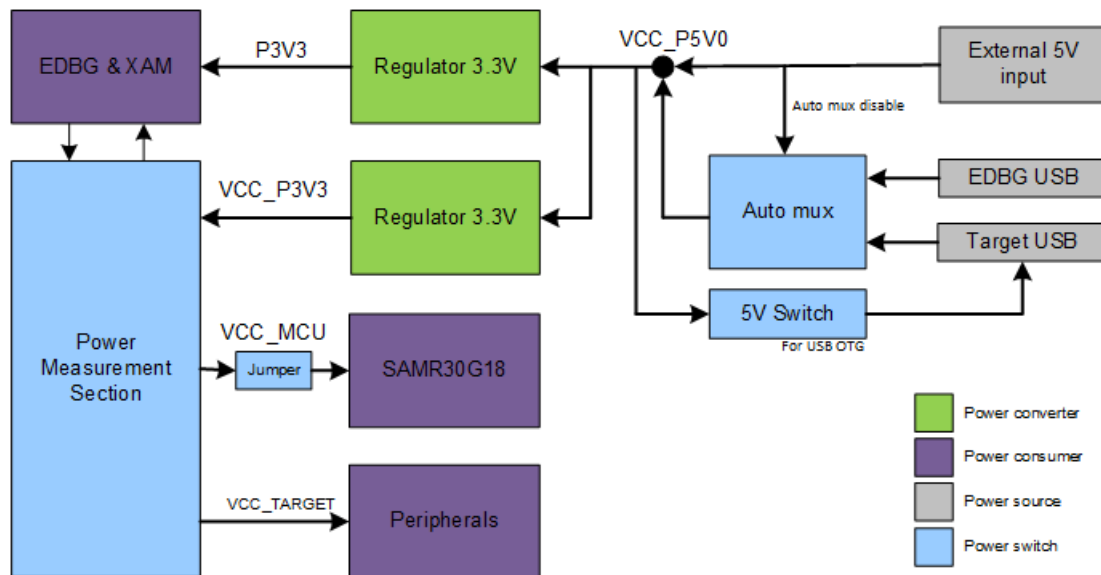 EDBG & XAM
P3V3
Regulator 3.3V
VCC_P5V0
External 5V
input
Auto mux disable
VCC_P3V3
Regulator 3.3V
Auto mux
EDBG USB
Target USB
5V Switch
For USB OTG
Power
Measurement
Section
VCC_MCU
Jumper
SAMR30G18
VCC_TARGET
Peripherals
Power converter
Power consumer
Power source
Power switch